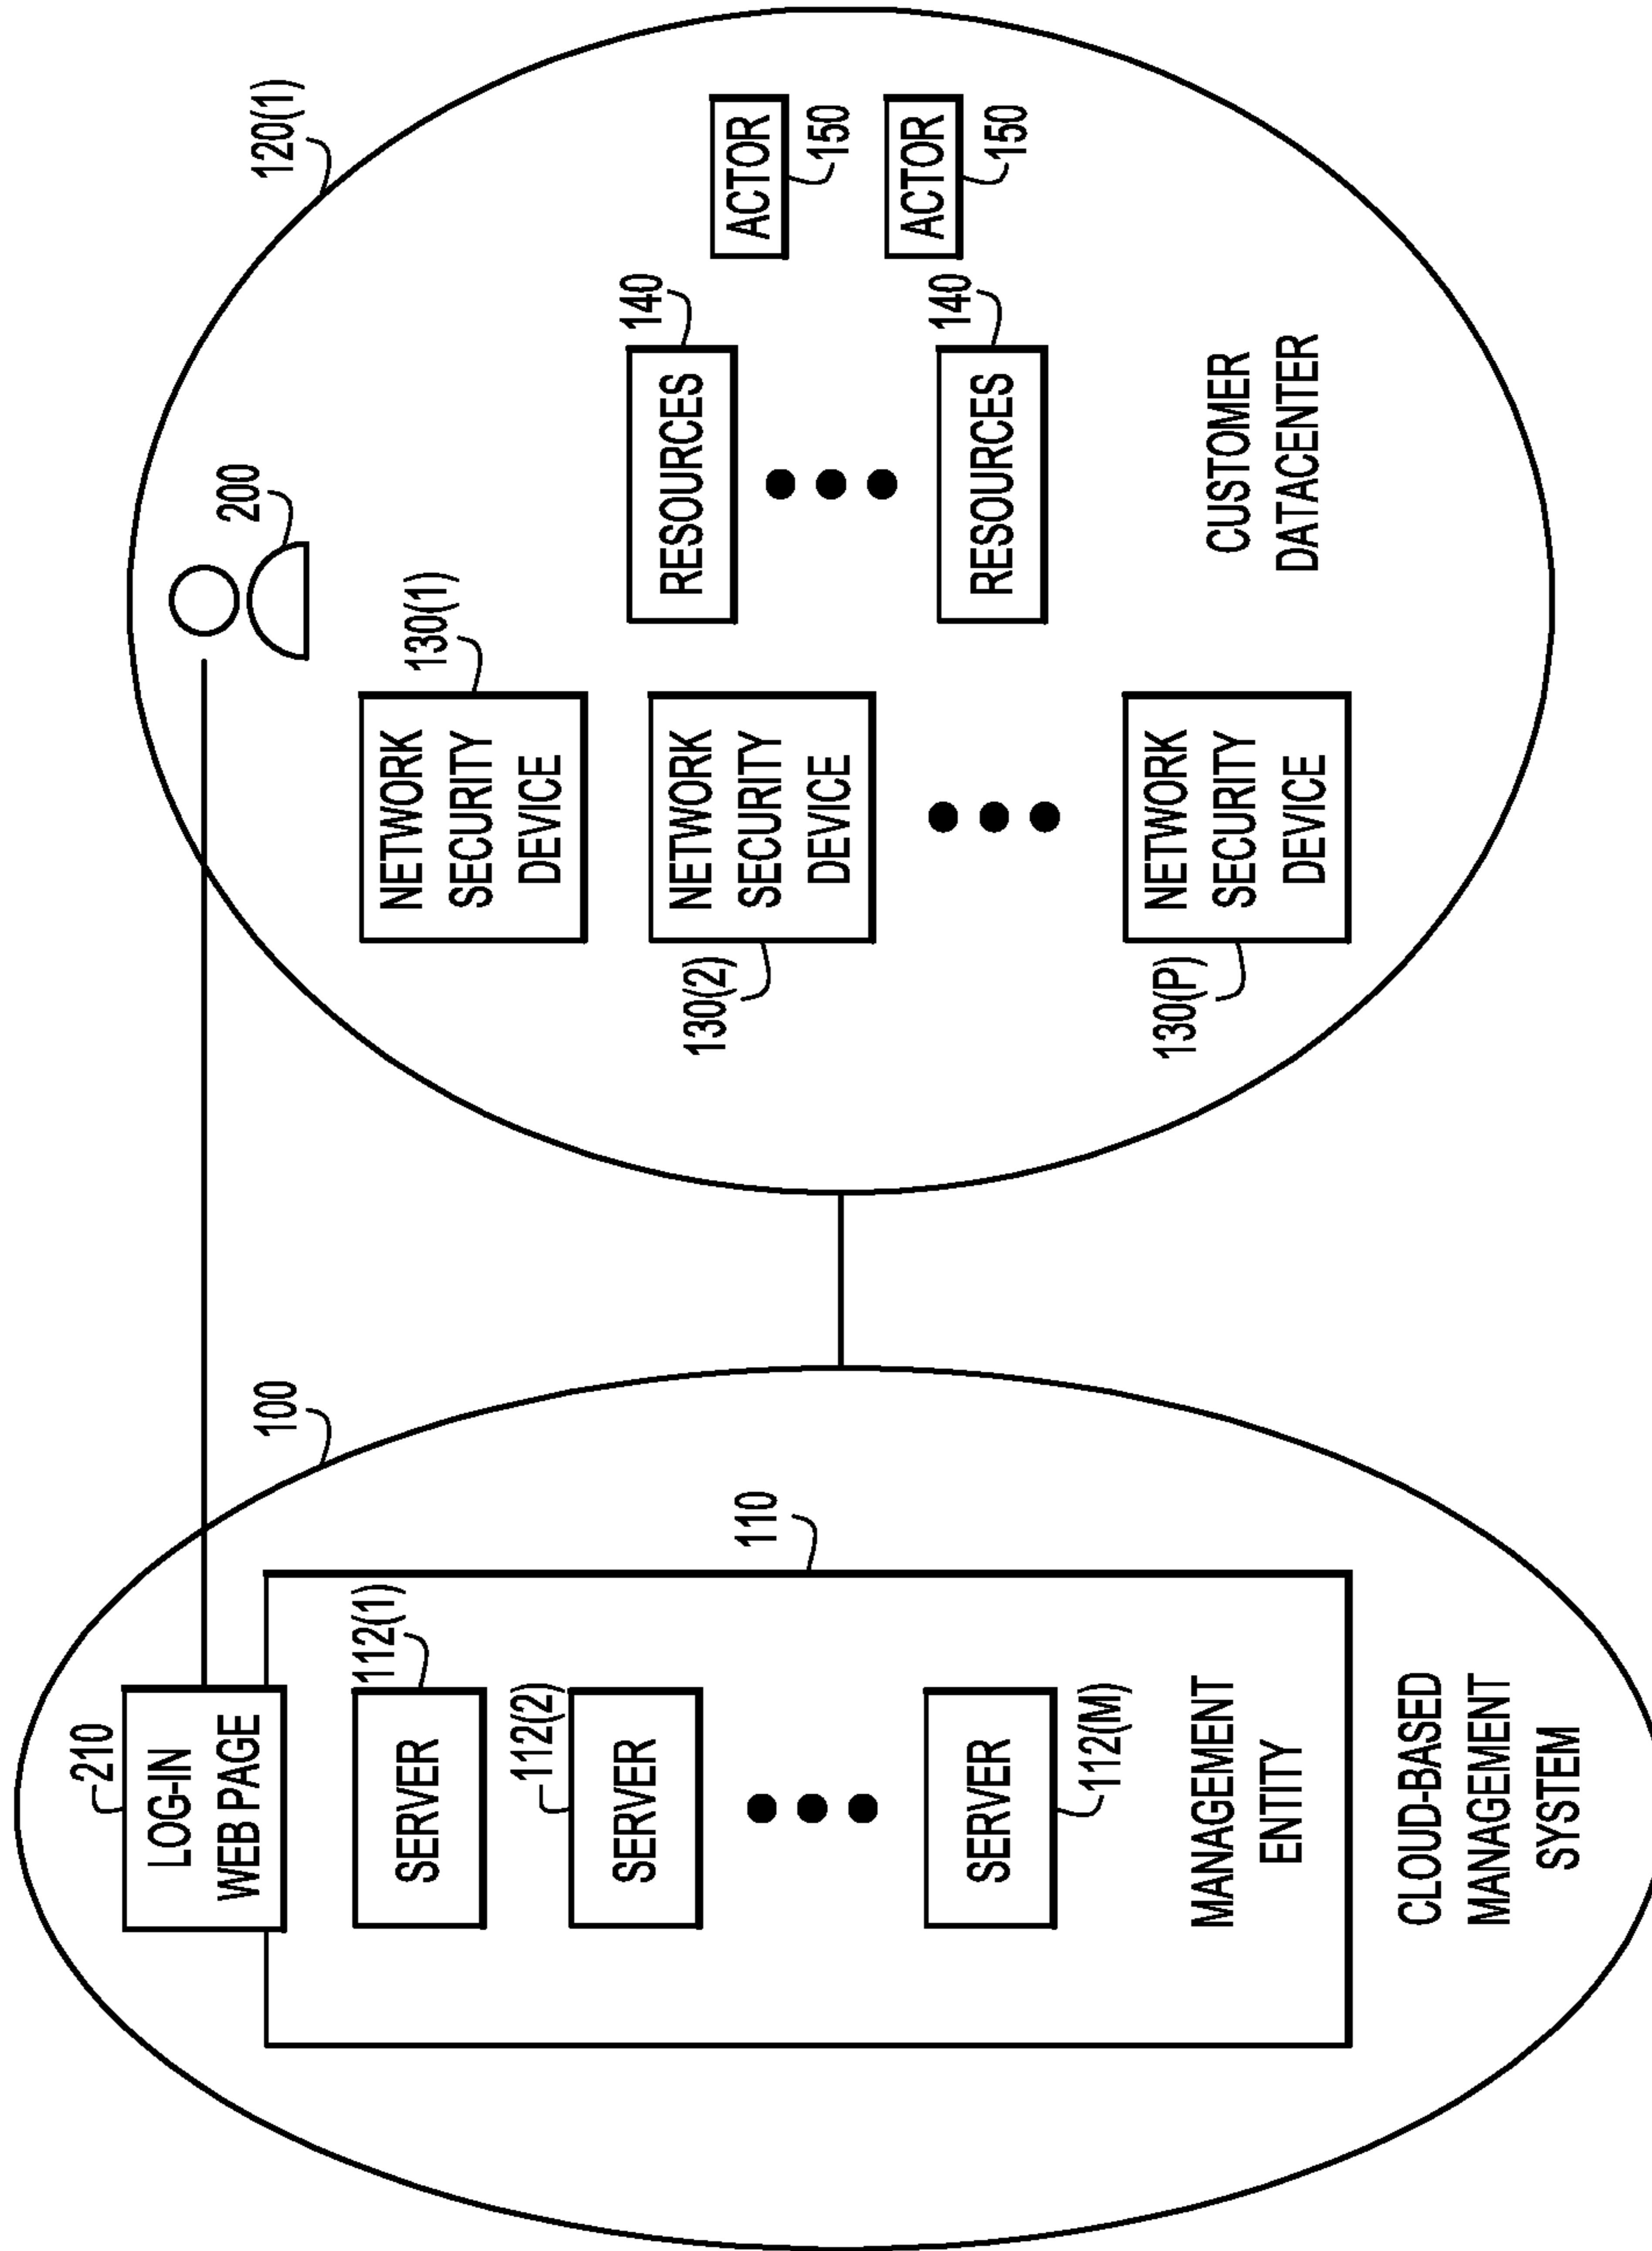 210
LOG-IN
WEB PAGE
100
110
112(1)
SERVER
112(2)
SERVER
SERVER
112(M)
MANAGEMENT
ENTITY
CLOUD-BASED
MANAGEMENT
SYSTEM
120(1)
200
130(1)
NETWORK
SECURITY
DEVICE
130(2)
NETWORK
SECURITY
DEVICE
130(P)
NETWORK
SECURITY
DEVICE
140
RESOURCES
140
RESOURCES
ACTOR
150
ACTOR
150
CUSTOMER
DATACENTER